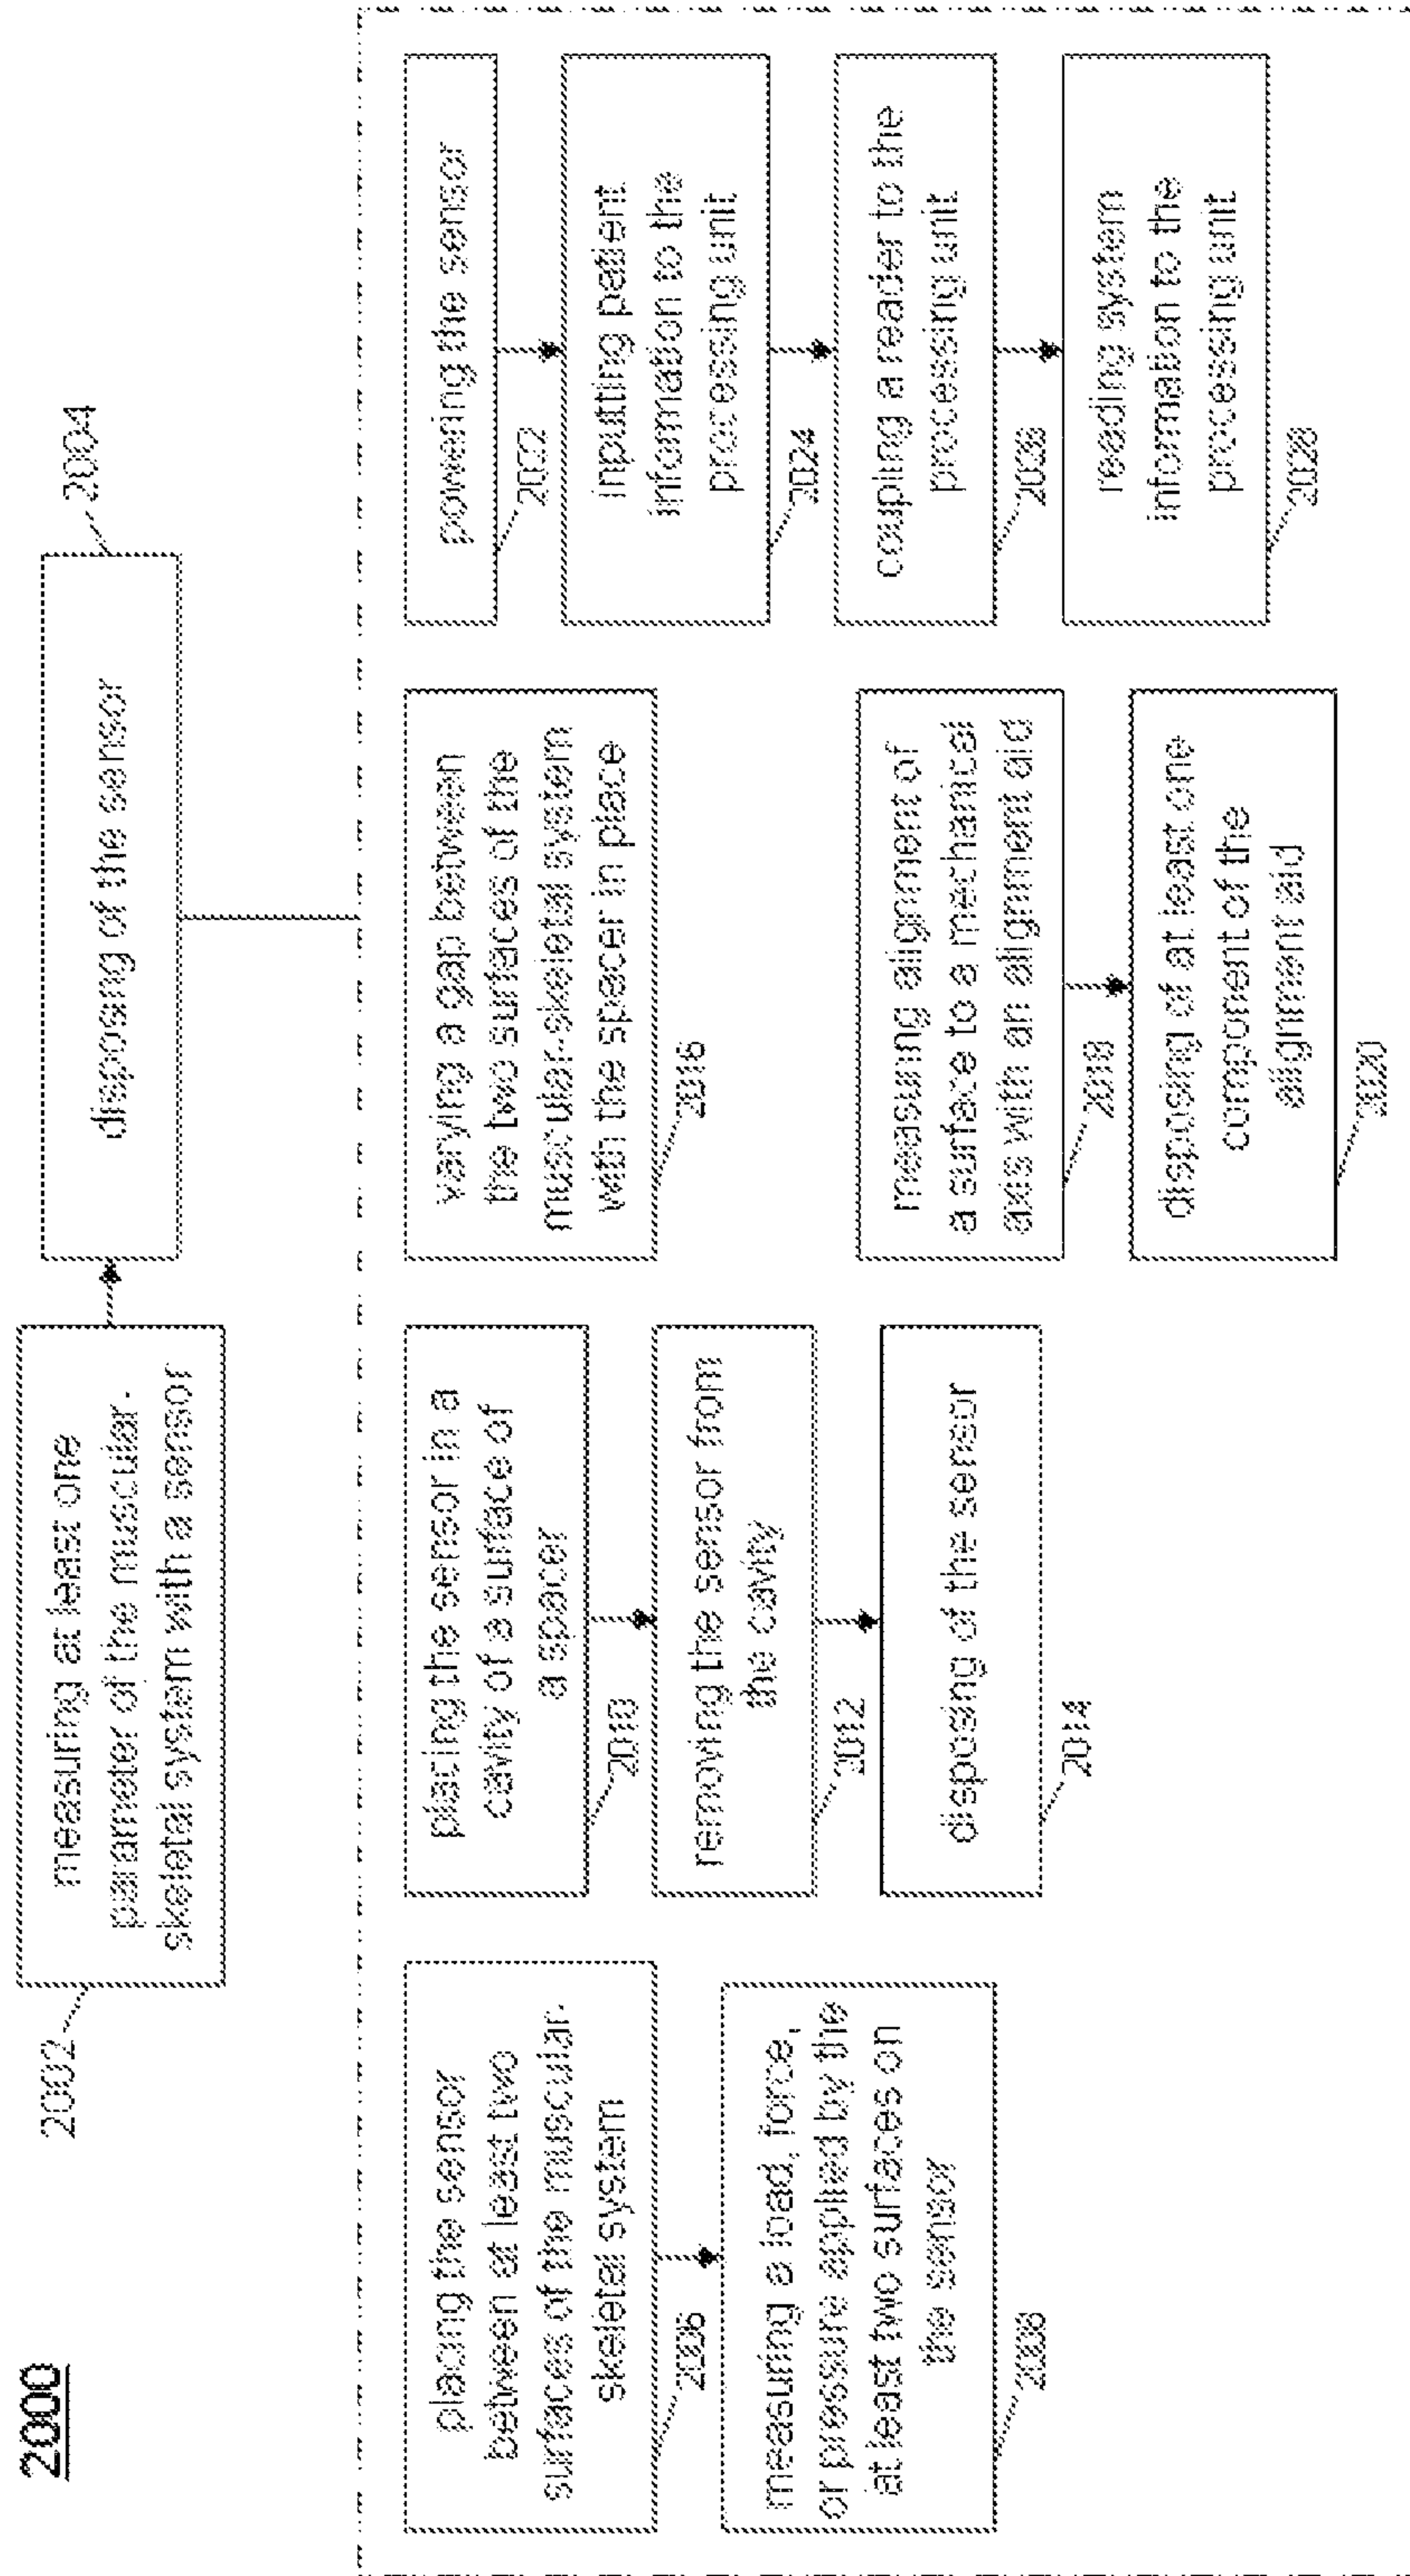 2000
2002
measuring at least one
parameter of the muscular-
skeletal system with a sensor
disposing of the sensor
2004
placing the sensor
between at least two
surfaces of the muscular-
skeletal system
2006
measuring a load, force,
or pressure applied by the
at least two surfaces on
the sensor
2008
placing the sensor in a
cavity of a surface of
a spacer
2010
removing the sensor from
the cavity
2012
disposing of the sensor
2014
varying a gap between
the two surfaces of the
muscular-skeletal system
with the spacer in place
2016
measuring alignment of
a surface to a mechanical
axis with an alignment aid
2018
disposing of at least one
component of the
alignment aid
2020
powering the sensor
2022
inputting patient
information to the
processing unit
2024
coupling a reader to the
processing unit
2026
reading system
information to the
processing unit
2028